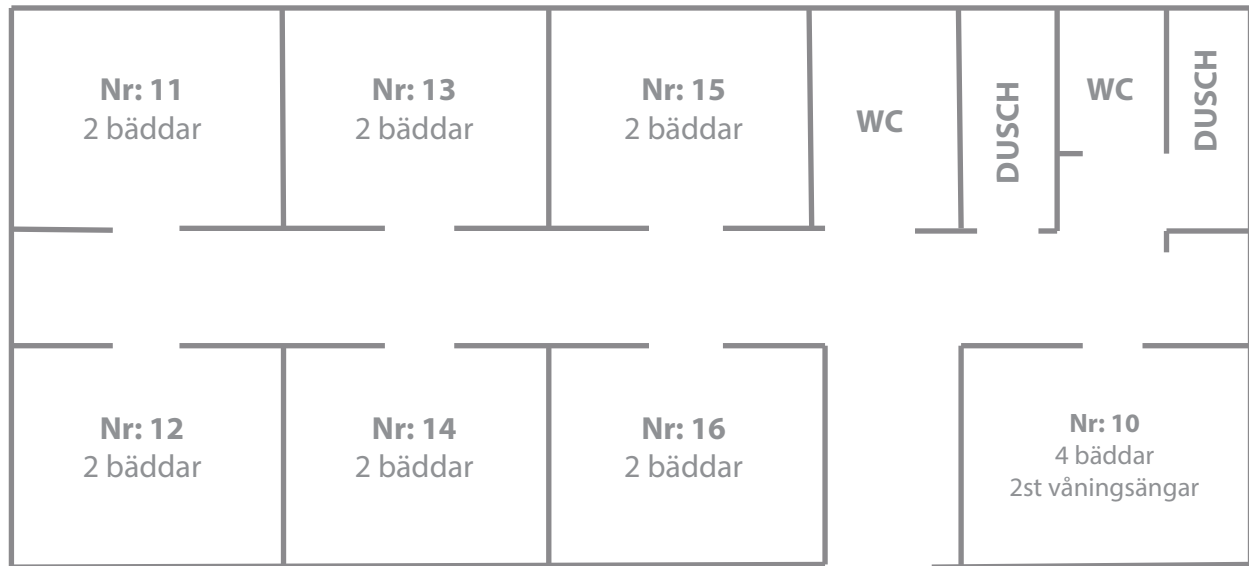 Nr: 11
2 bäddar
Nr: 13
2 bäddar
Nr: 15
2 bäddar
WC
DUSCH
WC
DUSCH
Nr: 12
2 bäddar
Nr: 14
2 bäddar
Nr: 16
2 bäddar
Nr: 10
4 bäddar
2st våningsängar